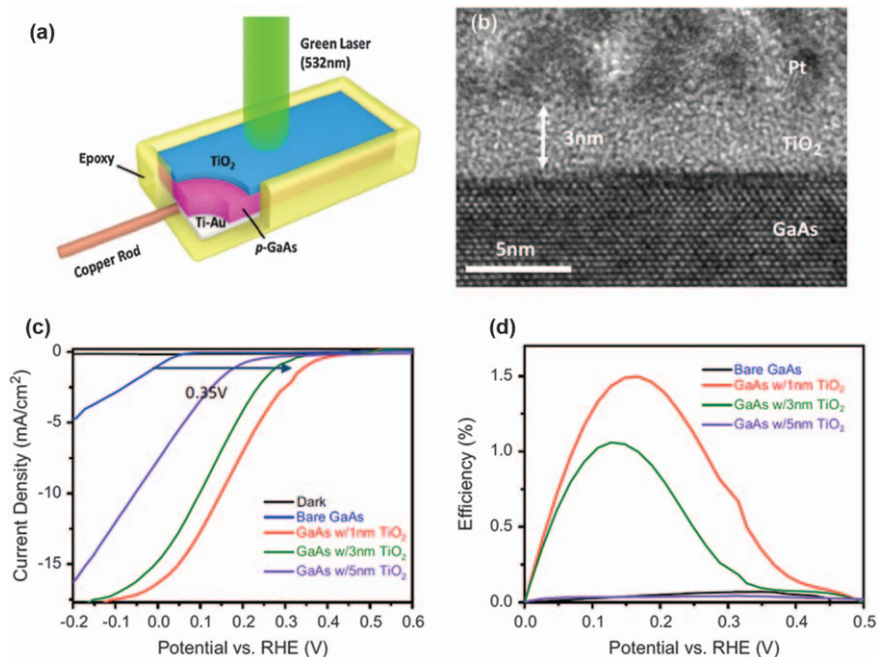 (a)
Green Laser
(532nm)
Epoxy
TiO₂
Ti-Au
p-GaAs
Copper Rod
(b)
Pt
3nm
TiO₂
GaAs
5nm
(c)
Current Density (mA/cm²)
0
-5
-10
-15
0.35V
Dark
Bare GaAs
GaAs w/1nm TiO₂
GaAs w/3nm TiO₂
GaAs w/5nm TiO₂
-0.2 -0.1 0.0 0.1 0.2 0.3 0.4 0.5 0.6
Potential vs. RHE (V)
(d)
Efficiency (%)
1.5
1.0
0.5
0.0
Bare GaAs
GaAs w/1nm TiO₂
GaAs w/3nm TiO₂
GaAs w/5nm TiO₂
0.0 0.1 0.2 0.3 0.4 0.5
Potential vs. RHE (V)